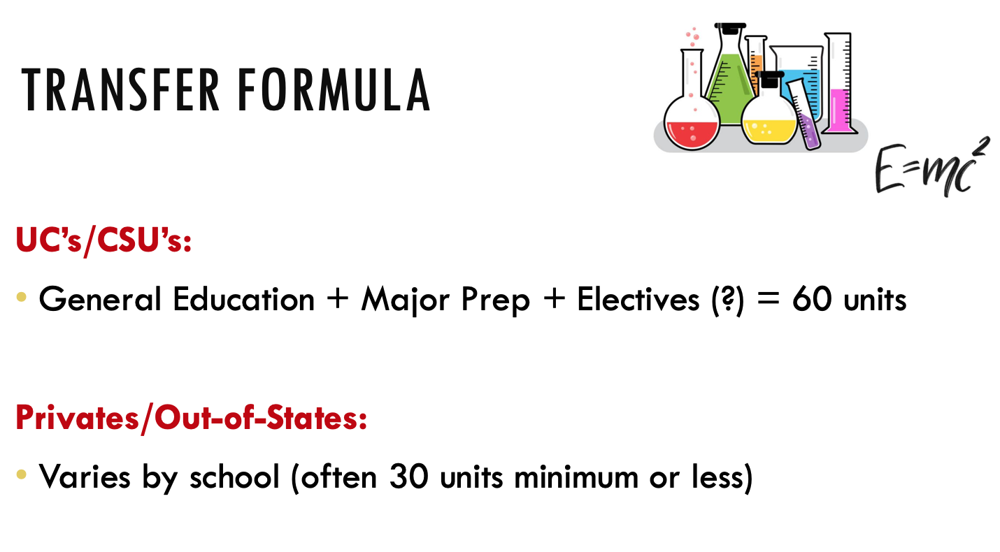 TRANSFER FORMULA
E=mc²
UC’s/CSU’s:
• General Education + Major Prep + Electives (?) = 60 units
Privates/Out-of-States:
• Varies by school (often 30 units minimum or less)